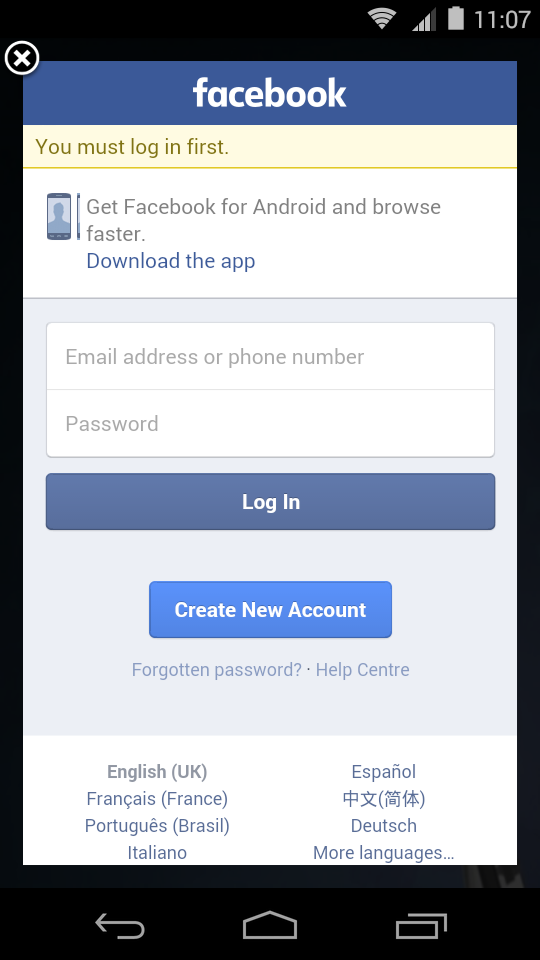 11:07
facebook
You must log in first.
Get Facebook for Android and browse
faster.
Download the app
Email address or phone number
Password
Log In
Create New Account
Forgotten password? · Help Centre
English (UK)
Español
Français (France)
中文(简体)
Português (Brasil)
Deutsch
Italiano
More languages…